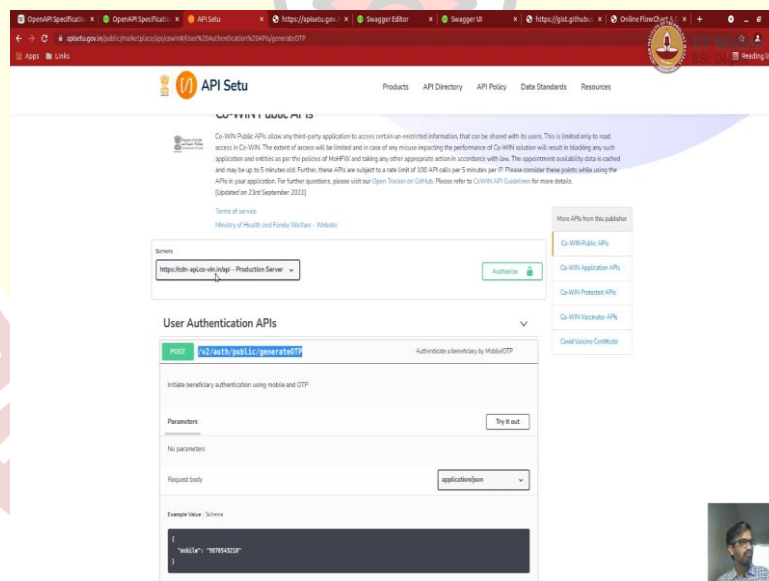 OpenAPI Specificatio
OpenAPI Specificatio
API Setu
https://apisetu.gov.i
Swagger Editor
Swagger UI
https://gist.github
Online FlowChart &
apisetu.gov.in/public/marketplace/api/cowin#/User%20Authentication%20APIs/generateOTP
Apps Links
BSc
Reading lis
API Setu
Products API Directory API Policy Data Standards Resources
Co-WIN Public APIs
Co-WIN Public APIs allow any third-party application to access certain un-restricted information, that can be shared with its users. This is limited only to read
access in Co-WIN. The extent of access will be limited and in case of any misuse impacting the performance of Co-WIN solution will result in blocking any such
application and entities as per the policies of MoHFW and taking any other appropriate action in accordance with law. The appointment availability data is cached
and may be up to 5 minutes old. Further, these APIs are subject to a rate limit of 100 API calls per 5 minutes per IP. Please consider these points while using the
APIs in your application. For further questions, please visit our Open Tracker on GitHub. Please refer to CoWIN API Guidelines for more details.
[Updated on 23rd September 2021]
Terms of service
Ministry of Health and Family Welfare - Website
More APIs from this publisher
Co-WIN Public APIs
Co-WIN Application APIs
Co-WIN Protected APIs
Co-WIN Vaccinator APIs
Covid Vaccine Certificate
Servers
https://cdn-api.co-vin.in/api - Production Server
Authorize
User Authentication APIs
POST /v2/auth/public/generateOTP Authenticate a beneficiary by Mobile/OTP
Initiate beneficiary authentication using mobile and OTP
Parameters Try it out
No parameters
Request body application/json
Example Value Schema
{
"mobile": "9876543210"
}